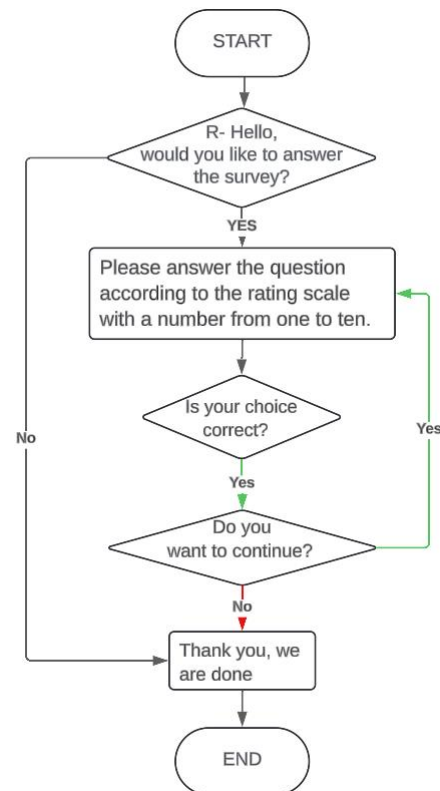 START
R- Hello,
would you like to answer
the survey?
YES
Please answer the question
according to the rating scale
with a number from one to ten.
Is your choice
correct?
No
Yes
Yes
Do you
want to continue?
No
Thank you, we
are done
END